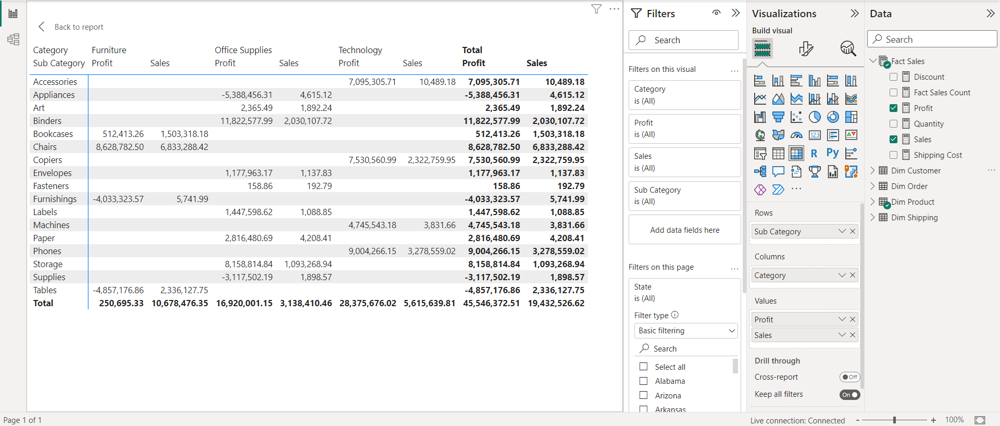 Back to report
Category Furniture Office Supplies Technology Total
Sub Category Profit Sales Profit Sales Profit Sales Profit Sales
Accessories 7,095,305.71 10,489.18 7,095,305.71 10,489.18
Appliances -5,388,456.31 4,615.12 -5,388,456.31 4,615.12
Art 2,365.49 1,892.24 2,365.49 1,892.24
Binders 11,822,577.99 2,030,107.72 11,822,577.99 2,030,107.72
Bookcases 512,413.26 1,503,318.18 512,413.26 1,503,318.18
Chairs 8,628,782.50 6,833,288.42 8,628,782.50 6,833,288.42
Copiers 7,530,560.99 2,322,759.95 7,530,560.99 2,322,759.95
Envelopes 1,177,963.17 1,137.83 1,177,963.17 1,137.83
Fasteners 158.86 192.79 158.86 192.79
Furnishings -4,033,323.57 5,741.99 -4,033,323.57 5,741.99
Labels 1,447,598.62 1,088.85 1,447,598.62 1,088.85
Machines 4,745,543.18 3,831.66 4,745,543.18 3,831.66
Paper 2,816,480.69 4,208.41 2,816,480.69 4,208.41
Phones 9,004,266.15 3,278,559.02 9,004,266.15 3,278,559.02
Storage 8,158,814.84 1,093,268.94 8,158,814.84 1,093,268.94
Supplies -3,117,502.19 1,898.57 -3,117,502.19 1,898.57
Tables -4,857,176.86 2,336,127.75 -4,857,176.86 2,336,127.75
Total 250,695.33 10,678,476.35 16,920,001.15 3,138,410.46 28,375,676.02 5,615,639.81 45,546,372.51 19,432,526.62
Filters
Search
Filters on this visual
...
Category
is (All)
Profit
is (All)
Sales
is (All)
Sub Category
is (All)
Add data fields here
Filters on this page
...
State
is (All)
Filter type
Basic filtering
Search
Select all
Alabama
Arizona
Arkansas
Visualizations
Build visual
123
R Py
...
Rows
Sub Category
Columns
Category
Values
Profit
Sales
Drill through
Cross-report Off
Keep all filters On
Data
Search
Fact Sales
Discount
Fact Sales Count
Profit
Quantity
Sales
Shipping Cost
Dim Customer ...
Dim Order
Dim Product
Dim Shipping
Page 1 of 1
Live connection: Connected - + 100%